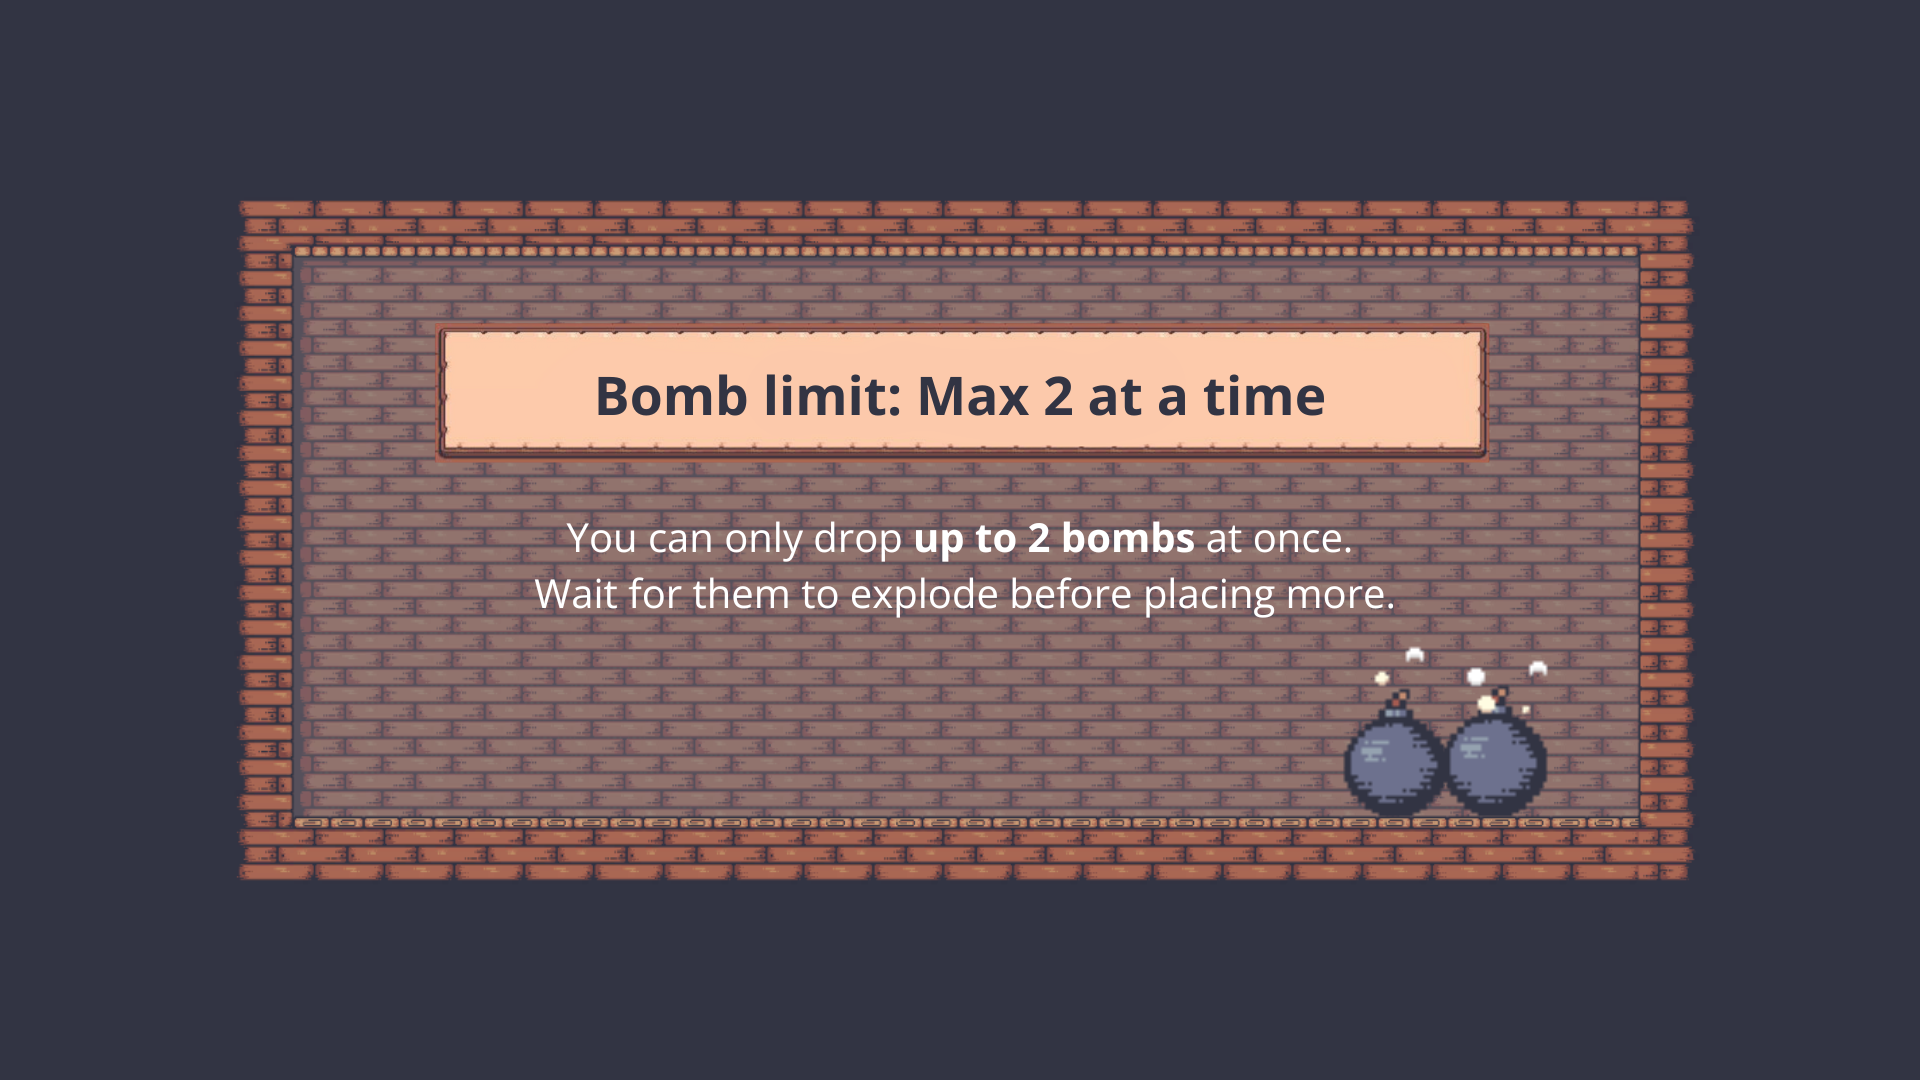 Bomb limit: Max 2 at a time
You can only drop up to 2 bombs at once.
Wait for them to explode before placing more.